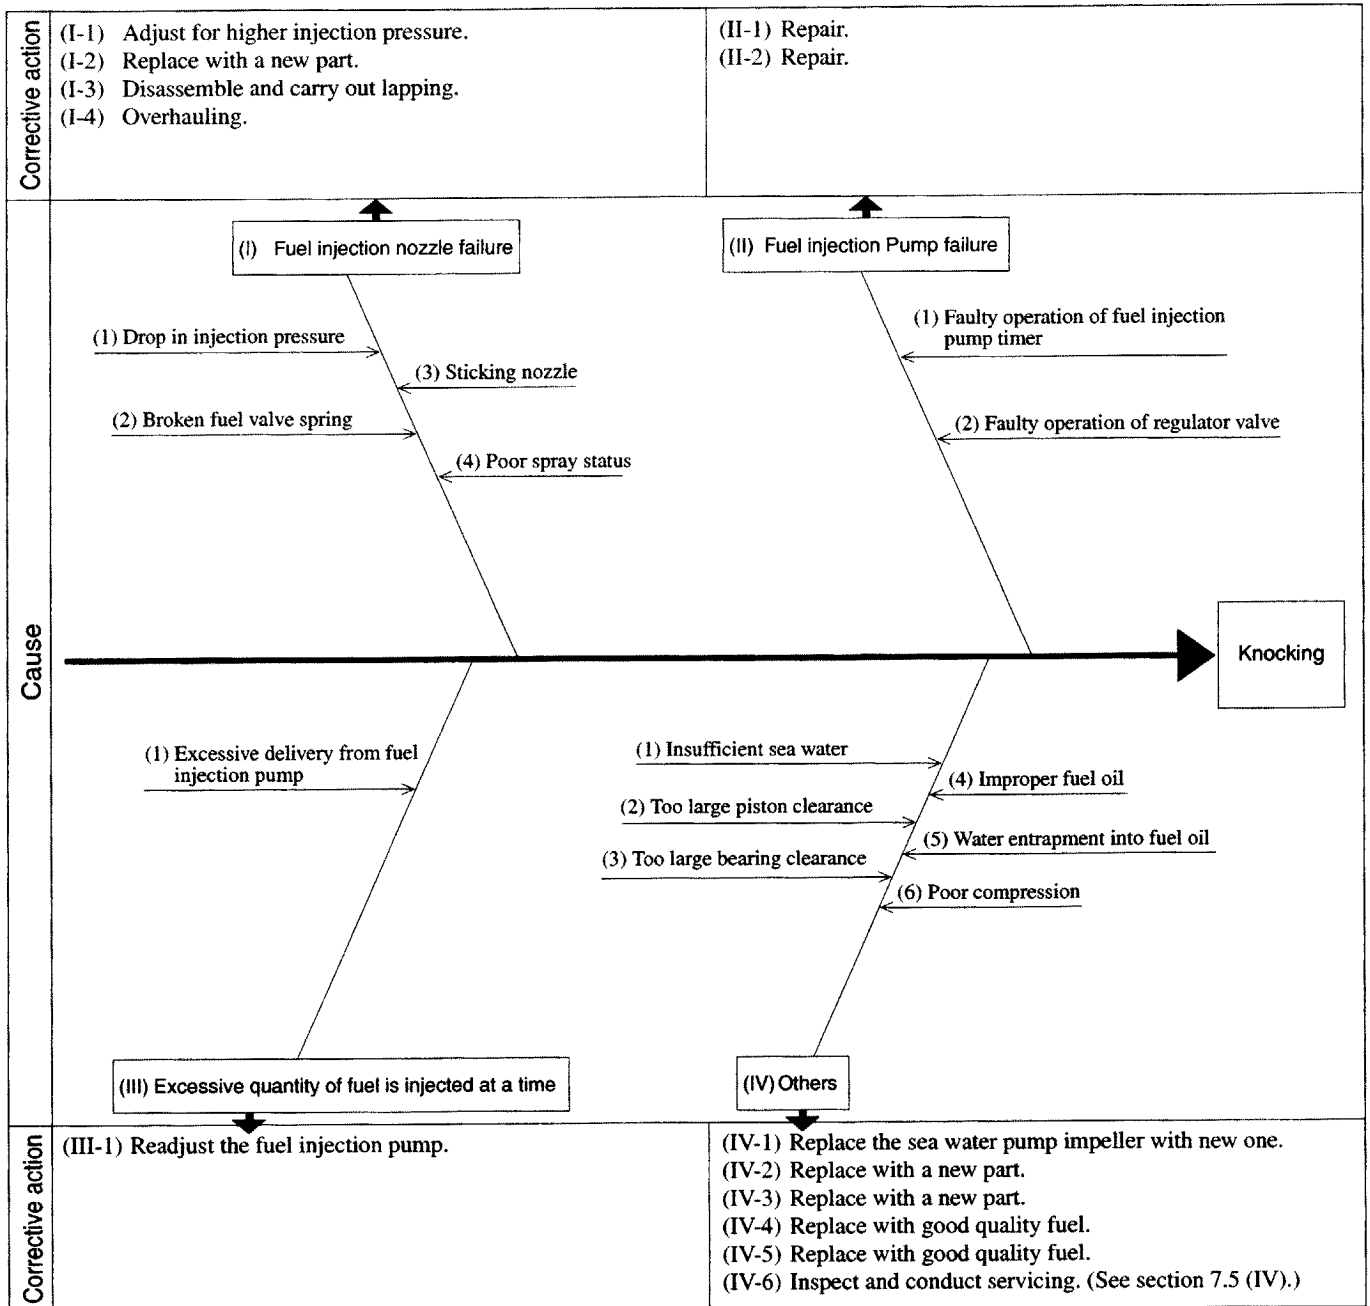 Corrective action
(I-1) Adjust for higher injection pressure.
(I-2) Replace with a new part.
(I-3) Disassemble and carry out lapping.
(I-4) Overhauling.
(II-1) Repair.
(II-2) Repair.
Cause
(I) Fuel injection nozzle failure
(II) Fuel injection Pump failure
(1) Drop in injection pressure
(3) Sticking nozzle
(2) Broken fuel valve spring
(4) Poor spray status
(1) Faulty operation of fuel injection
pump timer
(2) Faulty operation of regulator valve
Knocking
(1) Excessive delivery from fuel
injection pump
(1) Insufficient sea water
(4) Improper fuel oil
(2) Too large piston clearance
(5) Water entrapment into fuel oil
(3) Too large bearing clearance
(6) Poor compression
(III) Excessive quantity of fuel is injected at a time
(IV) Others
Corrective action
(III-1) Readjust the fuel injection pump.
(IV-1) Replace the sea water pump impeller with new one.
(IV-2) Replace with a new part.
(IV-3) Replace with a new part.
(IV-4) Replace with good quality fuel.
(IV-5) Replace with good quality fuel.
(IV-6) Inspect and conduct servicing. (See section 7.5 (IV).)